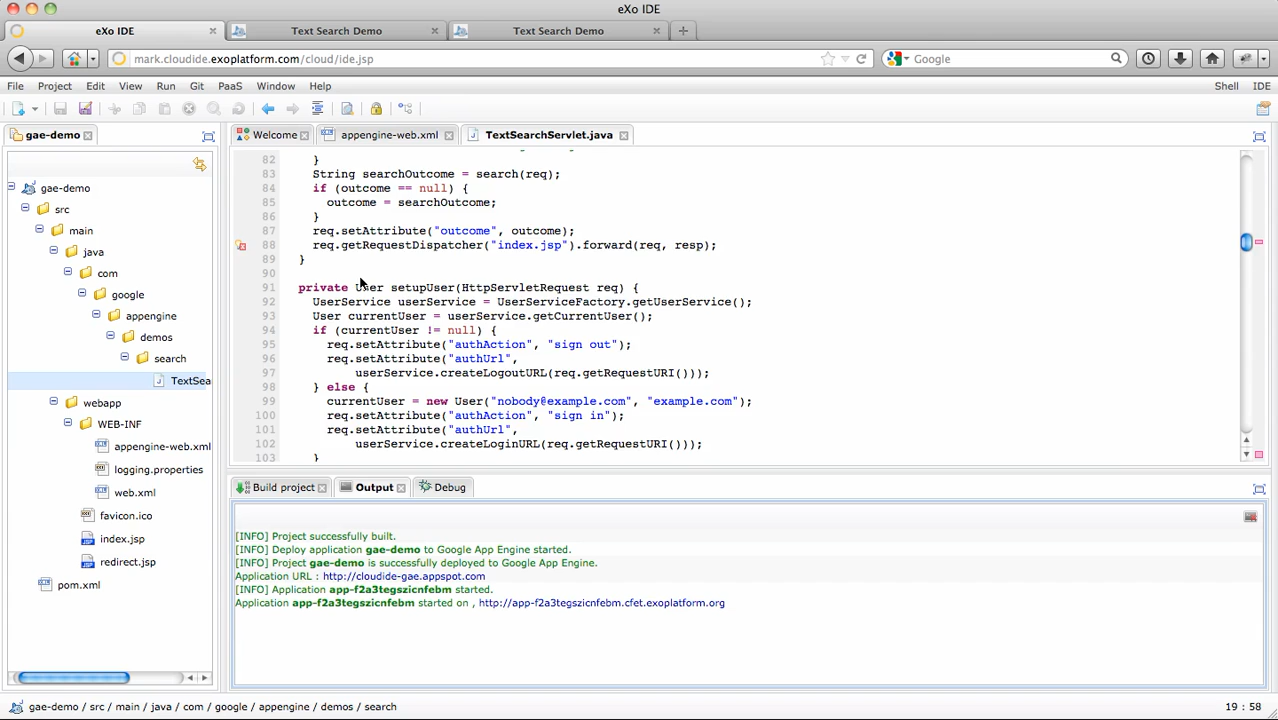 eXo IDE
eXo IDE
Text Search Demo
Text Search Demo
mark.cloudide.exoplatform.com/cloud/ide.jsp
Google
File Project Edit View Run Git PaaS Window Help
Shell IDE
gae-demo
Welcome
appengine-web.xml
TextSearchServlet.java
gae-demo
src
main
java
com
google
appengine
demos
search
TextSea
webapp
WEB-INF
appengine-web.xml
logging.properties
web.xml
favicon.ico
index.jsp
redirect.jsp
pom.xml
82 }
83 String searchOutcome = search(req);
84 if (outcome == null) {
85 outcome = searchOutcome;
86 }
87 req.setAttribute("outcome", outcome);
88 req.getRequestDispatcher("index.jsp").forward(req, resp);
89 }
90
91 private User setupUser(HttpServletRequest req) {
92 UserService userService = UserServiceFactory.getUserService();
93 User currentUser = userService.getCurrentUser();
94 if (currentUser != null) {
95 req.setAttribute("authAction", "sign out");
96 req.setAttribute("authUrl",
97 userService.createLogoutURL(req.getRequestURI()));
98 } else {
99 currentUser = new User("nobody@example.com", "example.com");
100 req.setAttribute("authAction", "sign in");
101 req.setAttribute("authUrl",
102 userService.createLoginURL(req.getRequestURI()));
103 }
Build project
Output
Debug
[INFO] Project successfully built.
[INFO] Deploy application gae-demo to Google App Engine started.
[INFO] Project gae-demo is successfully deployed to Google App Engine.
Application URL : http://cloudide-gae.appspot.com
[INFO] Application app-f2a3tegszicnfebm started.
Application app-f2a3tegszicnfebm started on , http://app-f2a3tegszicnfebm.cfet.exoplatform.org
gae-demo / src / main / java / com / google / appengine / demos / search
19 : 58